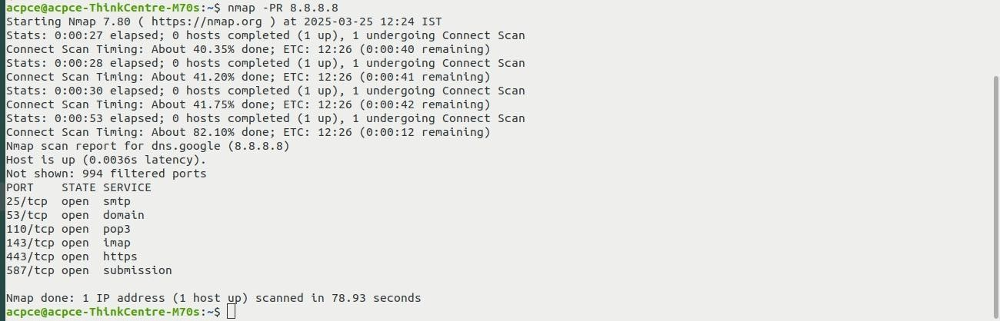 acpce@acpce-ThinkCentre-M70s:~$ nmap -PR 8.8.8.8
Starting Nmap 7.80 ( https://nmap.org ) at 2025-03-25 12:24 IST
Stats: 0:00:27 elapsed; 0 hosts completed (1 up), 1 undergoing Connect Scan
Connect Scan Timing: About 40.35% done; ETC: 12:26 (0:00:40 remaining)
Stats: 0:00:28 elapsed; 0 hosts completed (1 up), 1 undergoing Connect Scan
Connect Scan Timing: About 41.20% done; ETC: 12:26 (0:00:41 remaining)
Stats: 0:00:30 elapsed; 0 hosts completed (1 up), 1 undergoing Connect Scan
Connect Scan Timing: About 41.75% done; ETC: 12:26 (0:00:42 remaining)
Stats: 0:00:53 elapsed; 0 hosts completed (1 up), 1 undergoing Connect Scan
Connect Scan Timing: About 82.10% done; ETC: 12:26 (0:00:12 remaining)
Nmap scan report for dns.google (8.8.8.8)
Host is up (0.0036s latency).
Not shown: 994 filtered ports
PORT    STATE SERVICE
25/tcp  open  smtp
53/tcp  open  domain
110/tcp open  pop3
143/tcp open  imap
443/tcp open  https
587/tcp open  submission
Nmap done: 1 IP address (1 host up) scanned in 78.93 seconds
acpce@acpce-ThinkCentre-M70s:~$